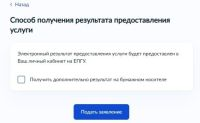 Назад
Способ получения результата предоставления
услуги
Электронный результат предоставления услуги будет предоставлен в
Ваш личный кабинет на ЕПГУ.
Получить дополнительно результат на бумажном носителе
Подать заявление